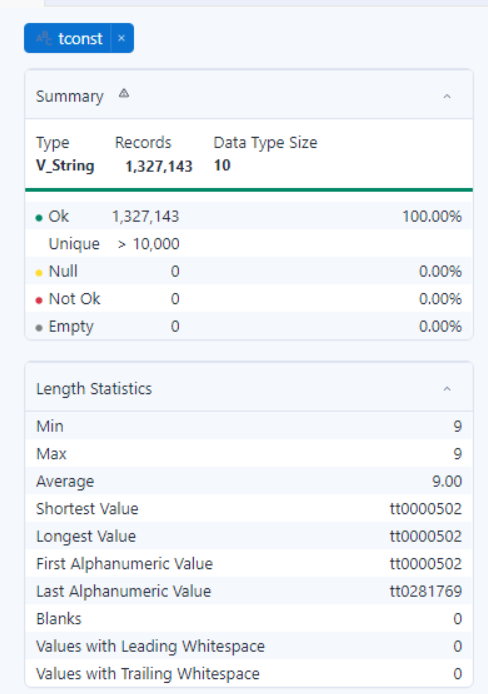 tconst ×
Summary
Type Records Data Type Size
V_String 1,327,143 10
Ok 1,327,143 100.00%
Unique > 10,000
Null 0 0.00%
Not Ok 0 0.00%
Empty 0 0.00%
Length Statistics
Min 9
Max 9
Average 9.00
Shortest Value tt0000502
Longest Value tt0000502
First Alphanumeric Value tt0000502
Last Alphanumeric Value tt0281769
Blanks 0
Values with Leading Whitespace 0
Values with Trailing Whitespace 0